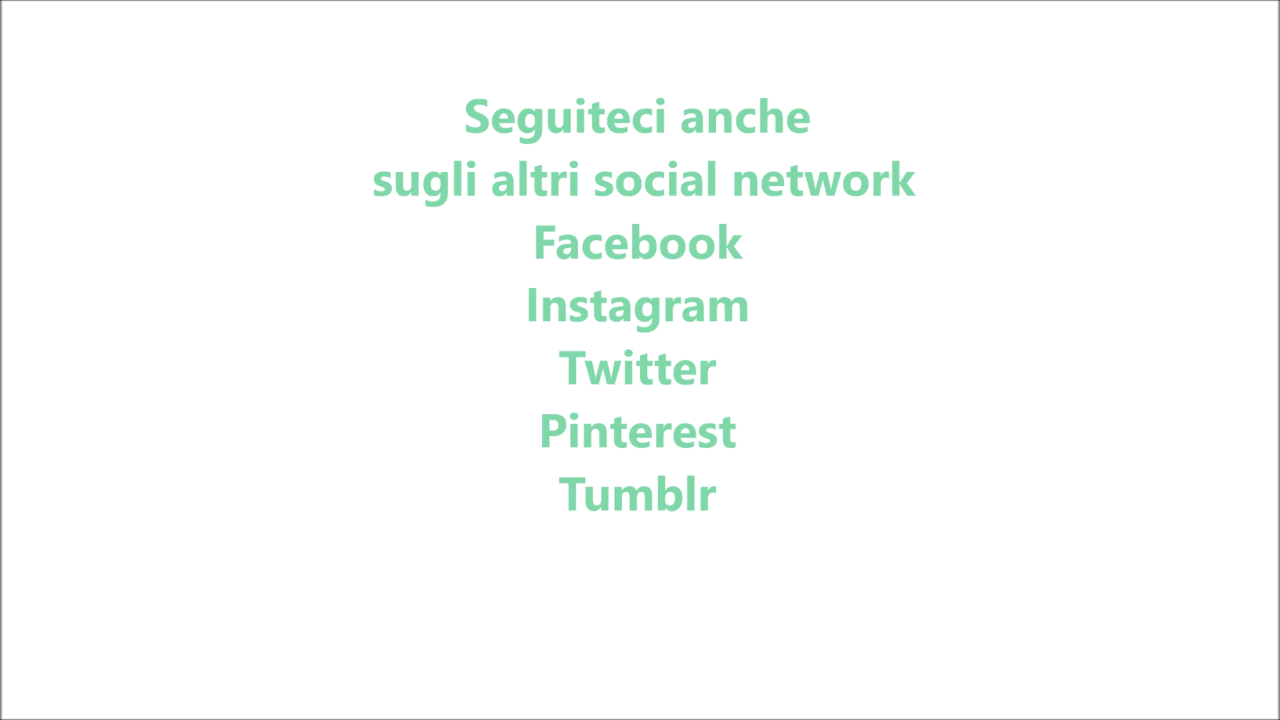 Seguiteci anche
sugli altri social network
Facebook
Instagram
Twitter
Pinterest
Tumblr